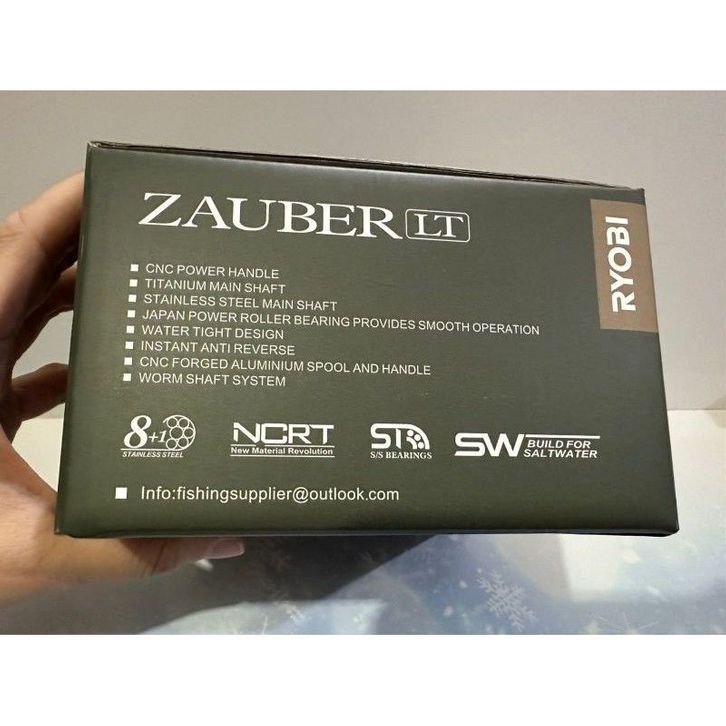 ZAUBER LT
RYOBI
■ CNC POWER HANDLE
■ TITANIUM MAIN SHAFT
■ STAINLESS STEEL MAIN SHAFT
■ JAPAN POWER ROLLER BEARING PROVIDES SMOOTH OPERATION
■ WATER TIGHT DESIGN
■ INSTANT ANTI REVERSE
■ CNC FORGED ALUMINIUM SPOOL AND HANDLE
■ WORM SHAFT SYSTEM
8+1
STAINLESS STEEL
NCRT
New Material Revolution
ST
S/S BEARINGS
SW BUILD FOR
SALTWATER
■ Info:fishingsupplier@outlook.com